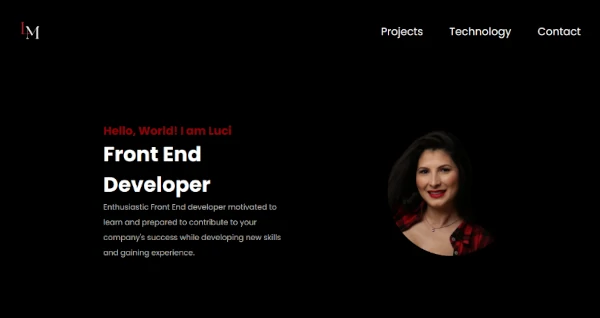 LM
Projects Technology Contact
Hello, World! I am Luci
Front End
Developer
Enthusiastic Front End developer motivated to
learn and prepared to contribute to your
company's success while developing new skills
and gaining experience.